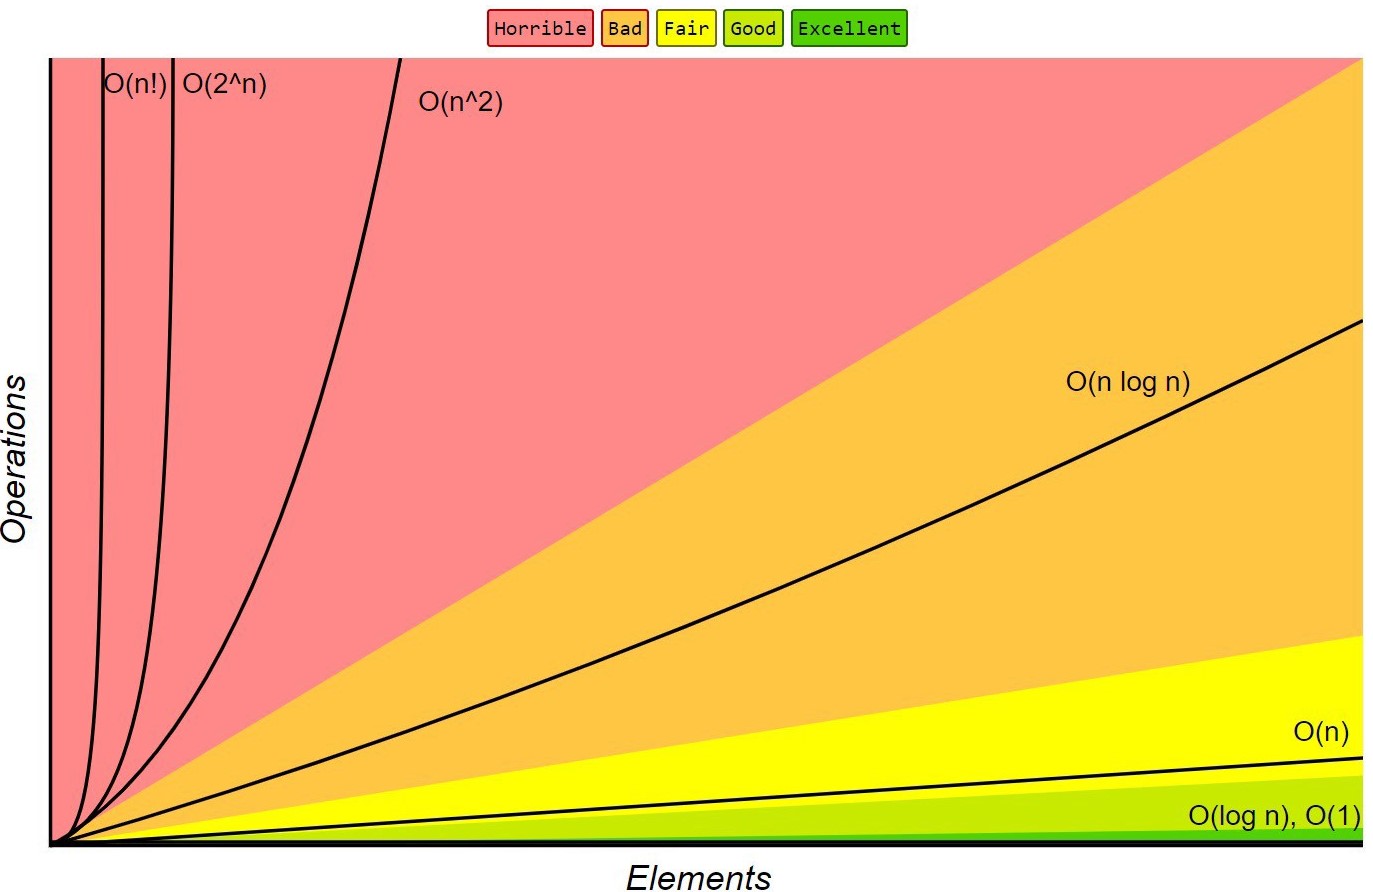 Horrible Bad Fair Good Excellent
O(n!) O(2^n)
O(n^2)
O(n log n)
O(n)
O(log n), O(1)
Operations
Elements